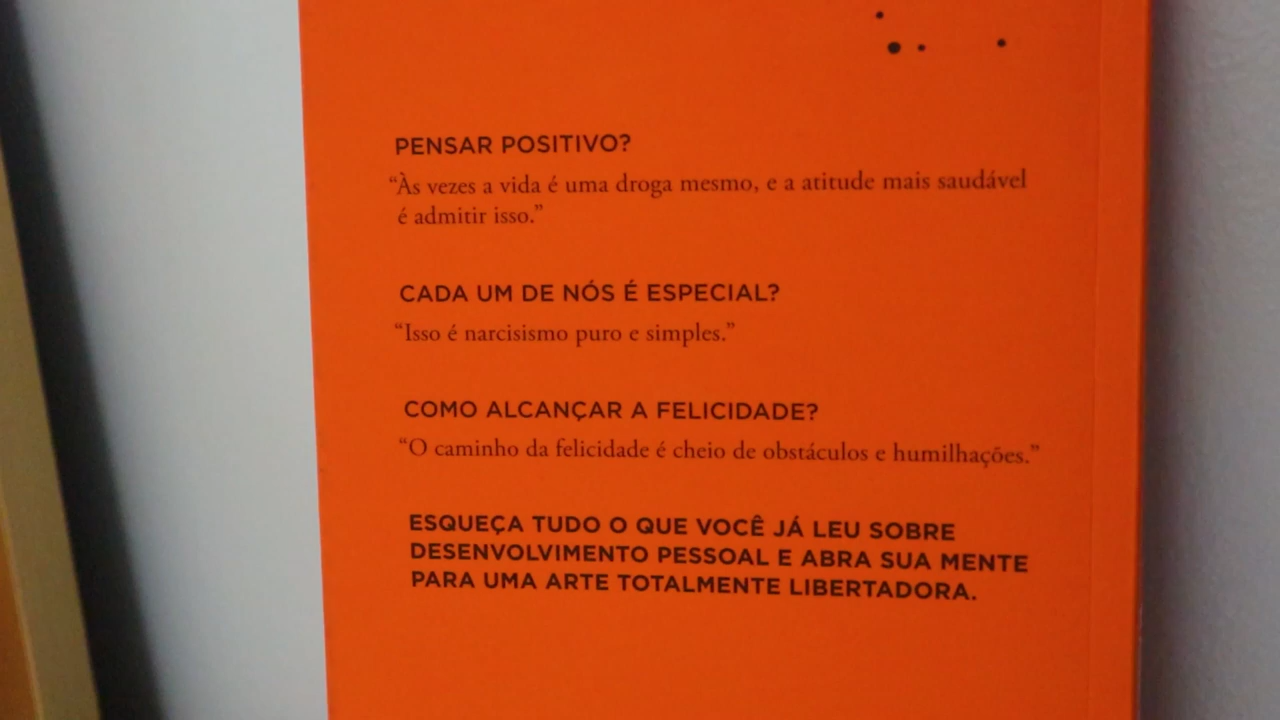 PENSAR POSITIVO?
“Às vezes a vida é uma droga mesmo, e a atitude mais saudável
é admitir isso.”
CADA UM DE NÓS É ESPECIAL?
“Isso é narcisismo puro e simples.”
COMO ALCANÇAR A FELICIDADE?
“O caminho da felicidade é cheio de obstáculos e humilhações.”
ESQUEÇA TUDO O QUE VOCÊ JÁ LEU SOBRE
DESENVOLVIMENTO PESSOAL E ABRA SUA MENTE
PARA UMA ARTE TOTALMENTE LIBERTADORA.